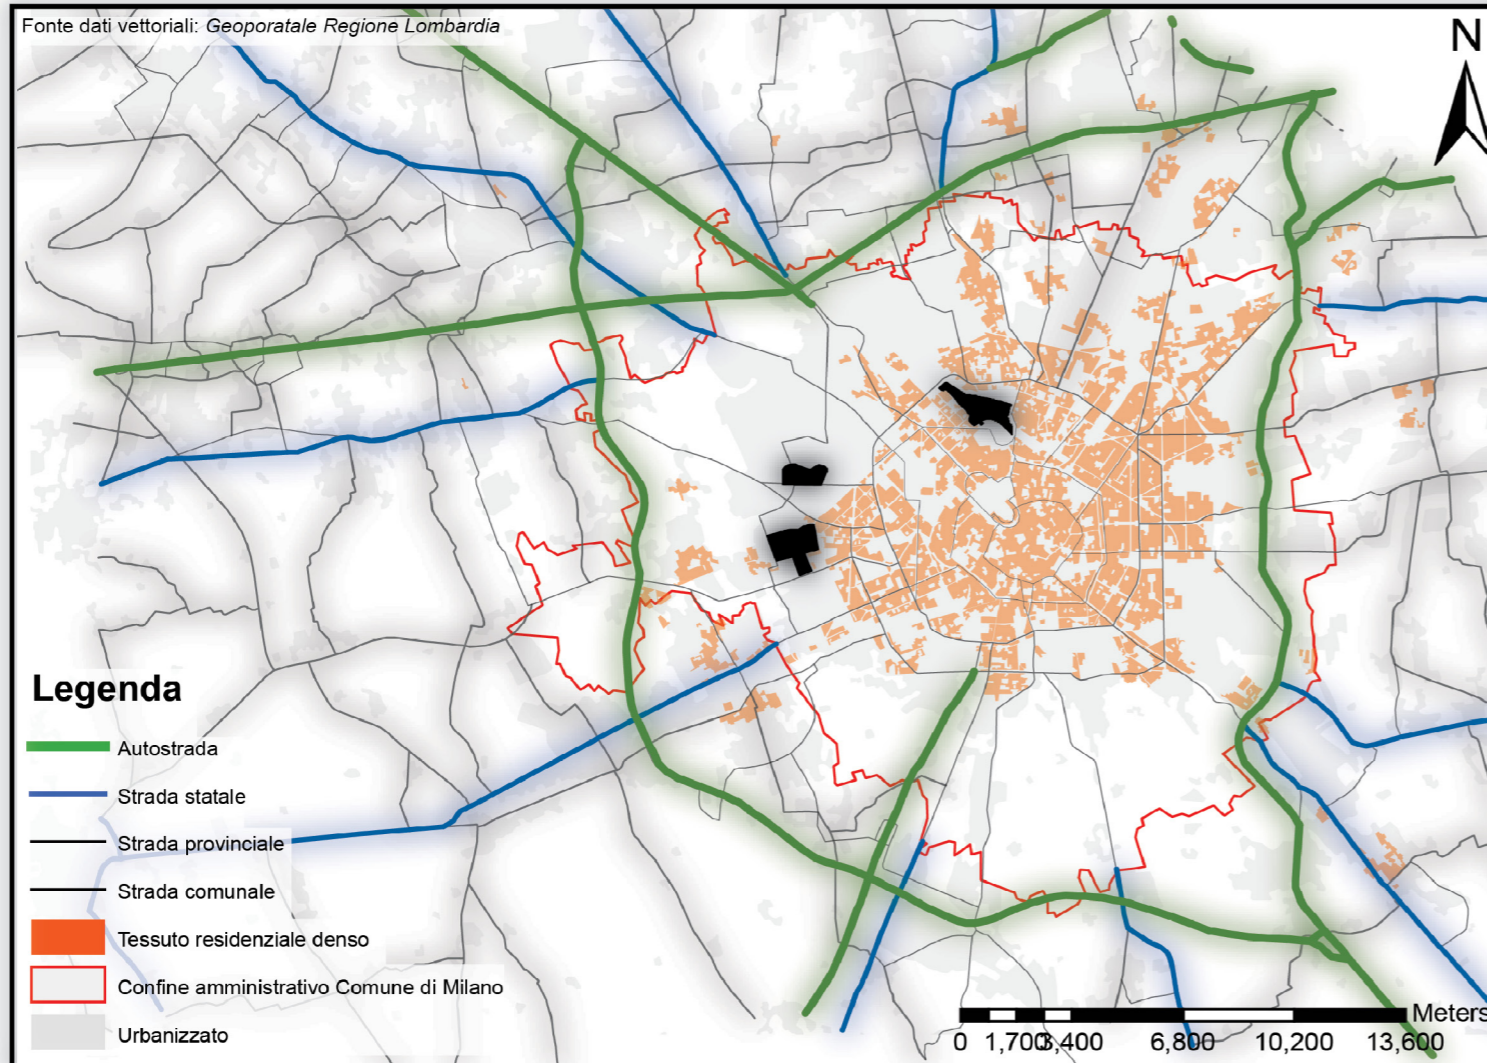 Fonte dati vettoriali: Geoporatale Regione Lombardia
N
Legenda
Autostrada
Strada statale
Strada provinciale
Strada comunale
Tessuto residenziale denso
Confine amministrativo Comune di Milano
Urbanizzato
Meters
0 1,700 3,400 6,800 10,200 13,600